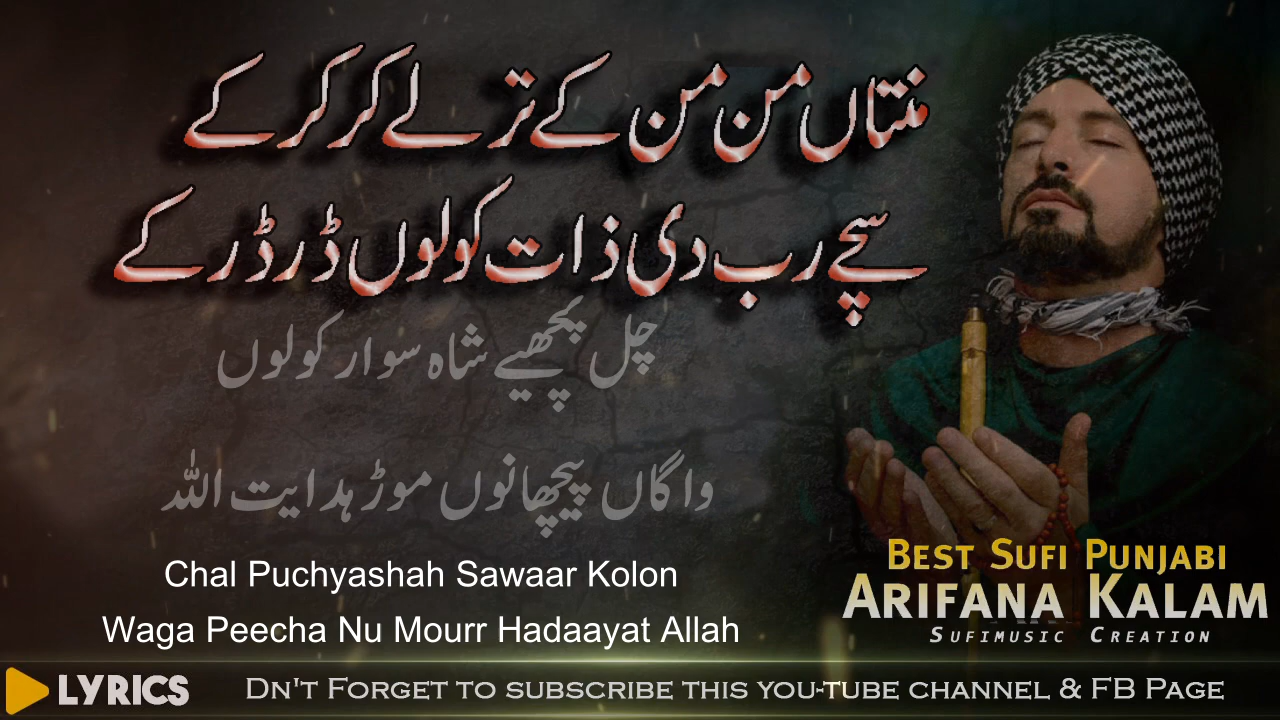 منتاں من من کے ترلے کر کر کے
سچے رب دی ذات کولوں ڈر ڈر کے
چل پچھیے شاہ سوار کولوں
واگاں پیچھا نوں موڑ ہدایت اللہ
Chal Puchyashah Sawaar Kolon
Waga Peecha Nu Mourr Hadaayat Allah
Best Sufi Punjabi
Arifana Kalam
Sufimusic Creation
LYRICS
Dn't Forget to subscribe this you-tube channel & FB Page